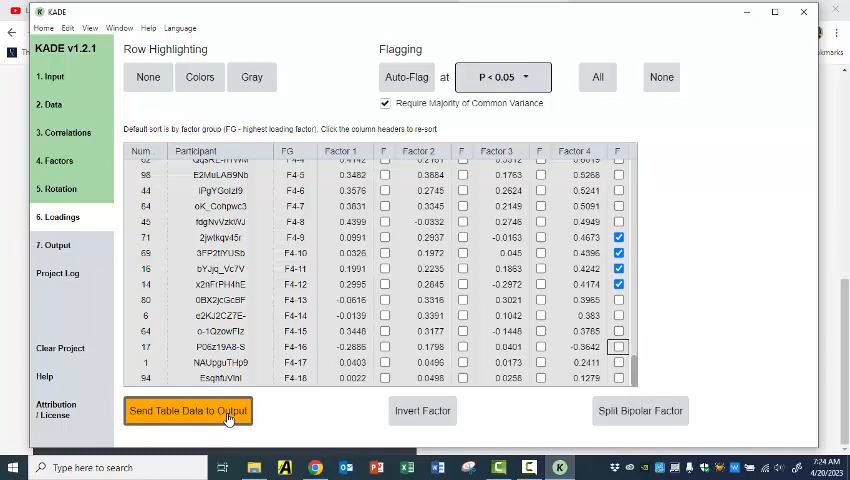 KADE
Home Edit View Window Help Language
KADE v1.2.1
1. Input
2. Data
3. Correlations
4. Factors
5. Rotation
6. Loadings
7. Output
Project Log
Clear Project
Help
Attribution
/ License
Row Highlighting
None Colors Gray
Flagging
Auto-Flag at P < 0.05 All None
Require Majority of Common Variance
Default sort is by factor group (FG - highest loading factor). Click the column headers to re-sort
Num... Participant FG Factor 1 F Factor 2 F Factor 3 F Factor 4 F
98 E2MuLAB9Nb F4-5 0.3482 0.3884 0.1763 0.5268
44 IPgYGoIzI9 F4-6 0.3576 0.2745 0.2624 0.5241
84 oK_Cohpwc3 F4-7 0.3831 0.3345 0.2149 0.5091
45 fdgNvVzkWJ F4-8 0.4399 -0.0332 0.2746 0.4949
71 2jwlkqv45r F4-9 0.0991 0.2937 -0.0163 0.4673
69 3FP2tIYUSb F4-10 0.0326 0.1972 0.045 0.4396
16 bYJjq_Vc7V F4-11 0.1991 0.2235 0.1863 0.4242
14 x2nFrPH4hE F4-12 0.2995 0.2845 -0.2972 0.4174
80 0BX2jcGcBF F4-13 -0.0616 0.3316 0.3021 0.3965
6 e2KJ2CZ7E- F4-14 -0.0139 0.3391 0.1042 0.383
64 o-1QzowFIz F4-15 0.3448 0.3177 -0.1448 0.3785
17 P06z19A8-S F4-16 -0.2886 0.1798 0.0401 -0.3642
1 NAUpguTHp9 F4-17 0.0403 0.0496 0.0173 0.2411
94 EsqhfuVInI F4-18 0.0022 0.0498 0.0258 0.1279
Send Table Data to Output Invert Factor Split Bipolar Factor
Type here to search
7:24 AM
4/20/2023